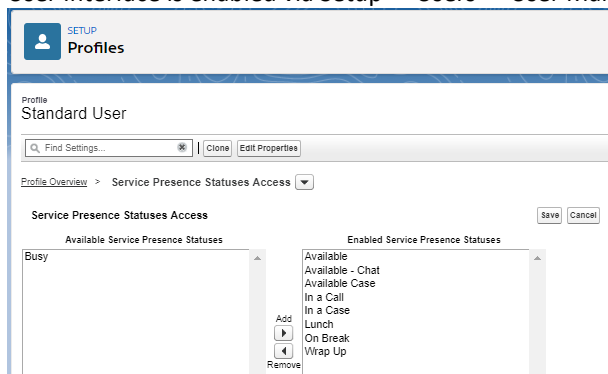 SETUP
Profiles
Profile
Standard User
Find Settings...
Clone
Edit Properties
Profile Overview > Service Presence Statuses Access
Service Presence Statuses Access
Save
Cancel
Available Service Presence Statuses
Enabled Service Presence Statuses
Busy
Available
Available - Chat
Available Case
In a Call
In a Case
Lunch
On Break
Wrap Up
Add
Remove